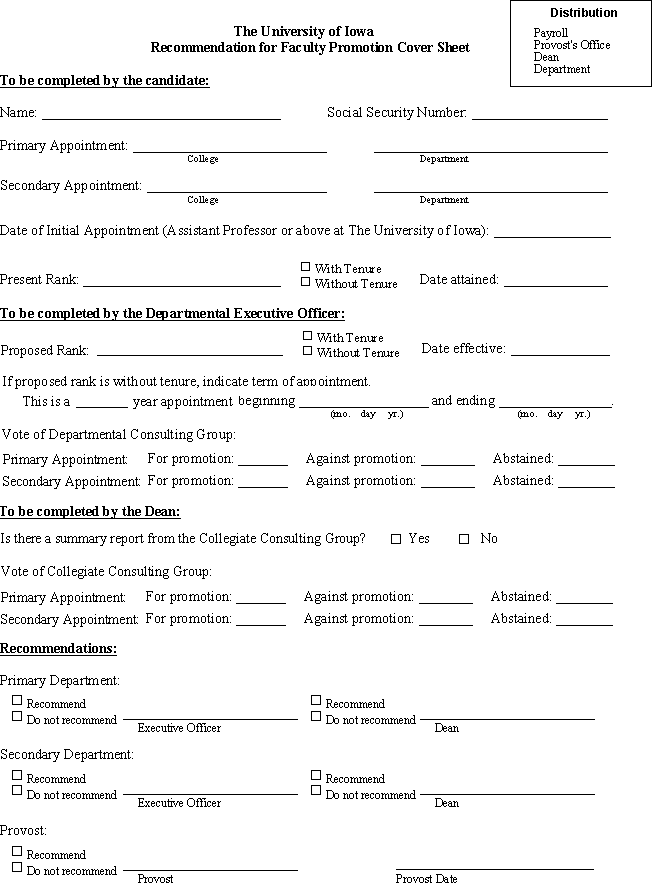 Distribution
Payroll
Provost's Office
Dean
Department
The University of Iowa
Recommendation for Faculty Promotion Cover Sheet
To be completed by the candidate:
Name: Social Security Number:
Primary Appointment:
College Department
Secondary Appointment:
College Department
Date of Initial Appointment (Assistant Professor or above at The University of Iowa):
Present Rank: With Tenure
Without Tenure Date attained:
To be completed by the Departmental Executive Officer:
Proposed Rank: With Tenure
Without Tenure Date effective:
If proposed rank is without tenure, indicate term of appointment.
This is a year appointment beginning and ending .
(mo. day yr.) (mo. day yr.)
Vote of Departmental Consulting Group:
Primary Appointment: For promotion: Against promotion: Abstained:
Secondary Appointment: For promotion: Against promotion: Abstained:
To be completed by the Dean:
Is there a summary report from the Collegiate Consulting Group? Yes No
Vote of Collegiate Consulting Group:
Primary Appointment: For promotion: Against promotion: Abstained:
Secondary Appointment: For promotion: Against promotion: Abstained:
Recommendations:
Primary Department:
Recommend Recommend
Do not recommend Do not recommend
Executive Officer Dean
Secondary Department:
Recommend Recommend
Do not recommend Do not recommend
Executive Officer Dean
Provost:
Recommend
Do not recommend
Provost Provost Date